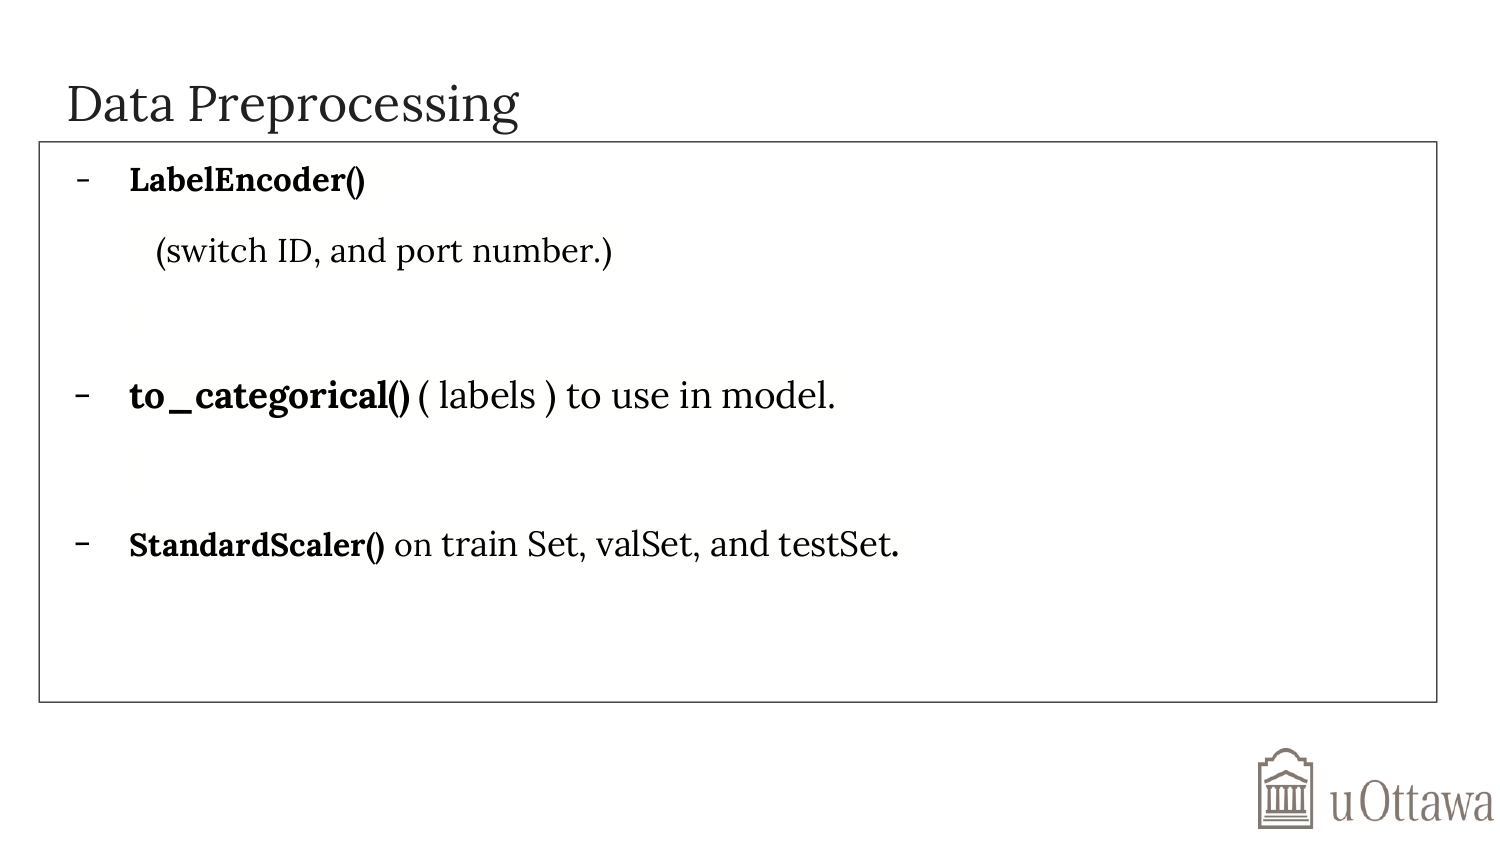 Data Preprocessing
- LabelEncoder()
(switch ID, and port number.)
- to_categorical() ( labels ) to use in model.
- StandardScaler() on train Set, valSet, and testSet.
uOttawa